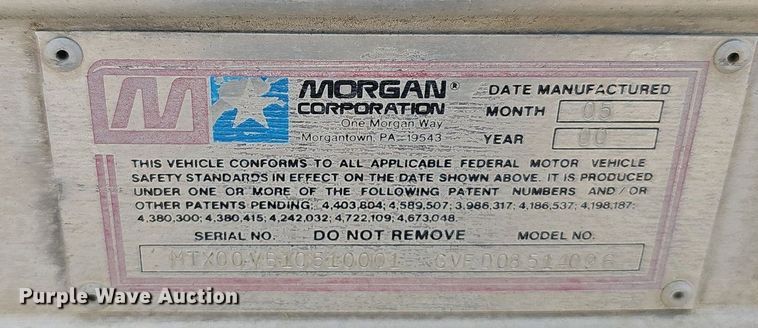 M
MORGAN®
CORPORATION
One Morgan Way
Morgantown, PA 19543
DATE MANUFACTURED
MONTH 05
YEAR 00
THIS VEHICLE CONFORMS TO ALL APPLICABLE FEDERAL MOTOR VEHICLE
SAFETY STANDARDS IN EFFECT ON THE DATE SHOWN ABOVE. IT IS PRODUCED
UNDER ONE OR MORE OF THE FOLLOWING PATENT NUMBERS AND/OR
OTHER PATENTS PENDING: 4,403,804; 4,589,507; 3,986,317; 4,186,537; 4,198,187;
4,380,300; 4,380,415; 4,242,032; 4,722,109; 4,673,048.
SERIAL NO. DO NOT REMOVE MODEL NO.
Purple Wave Auction
purplewave.com